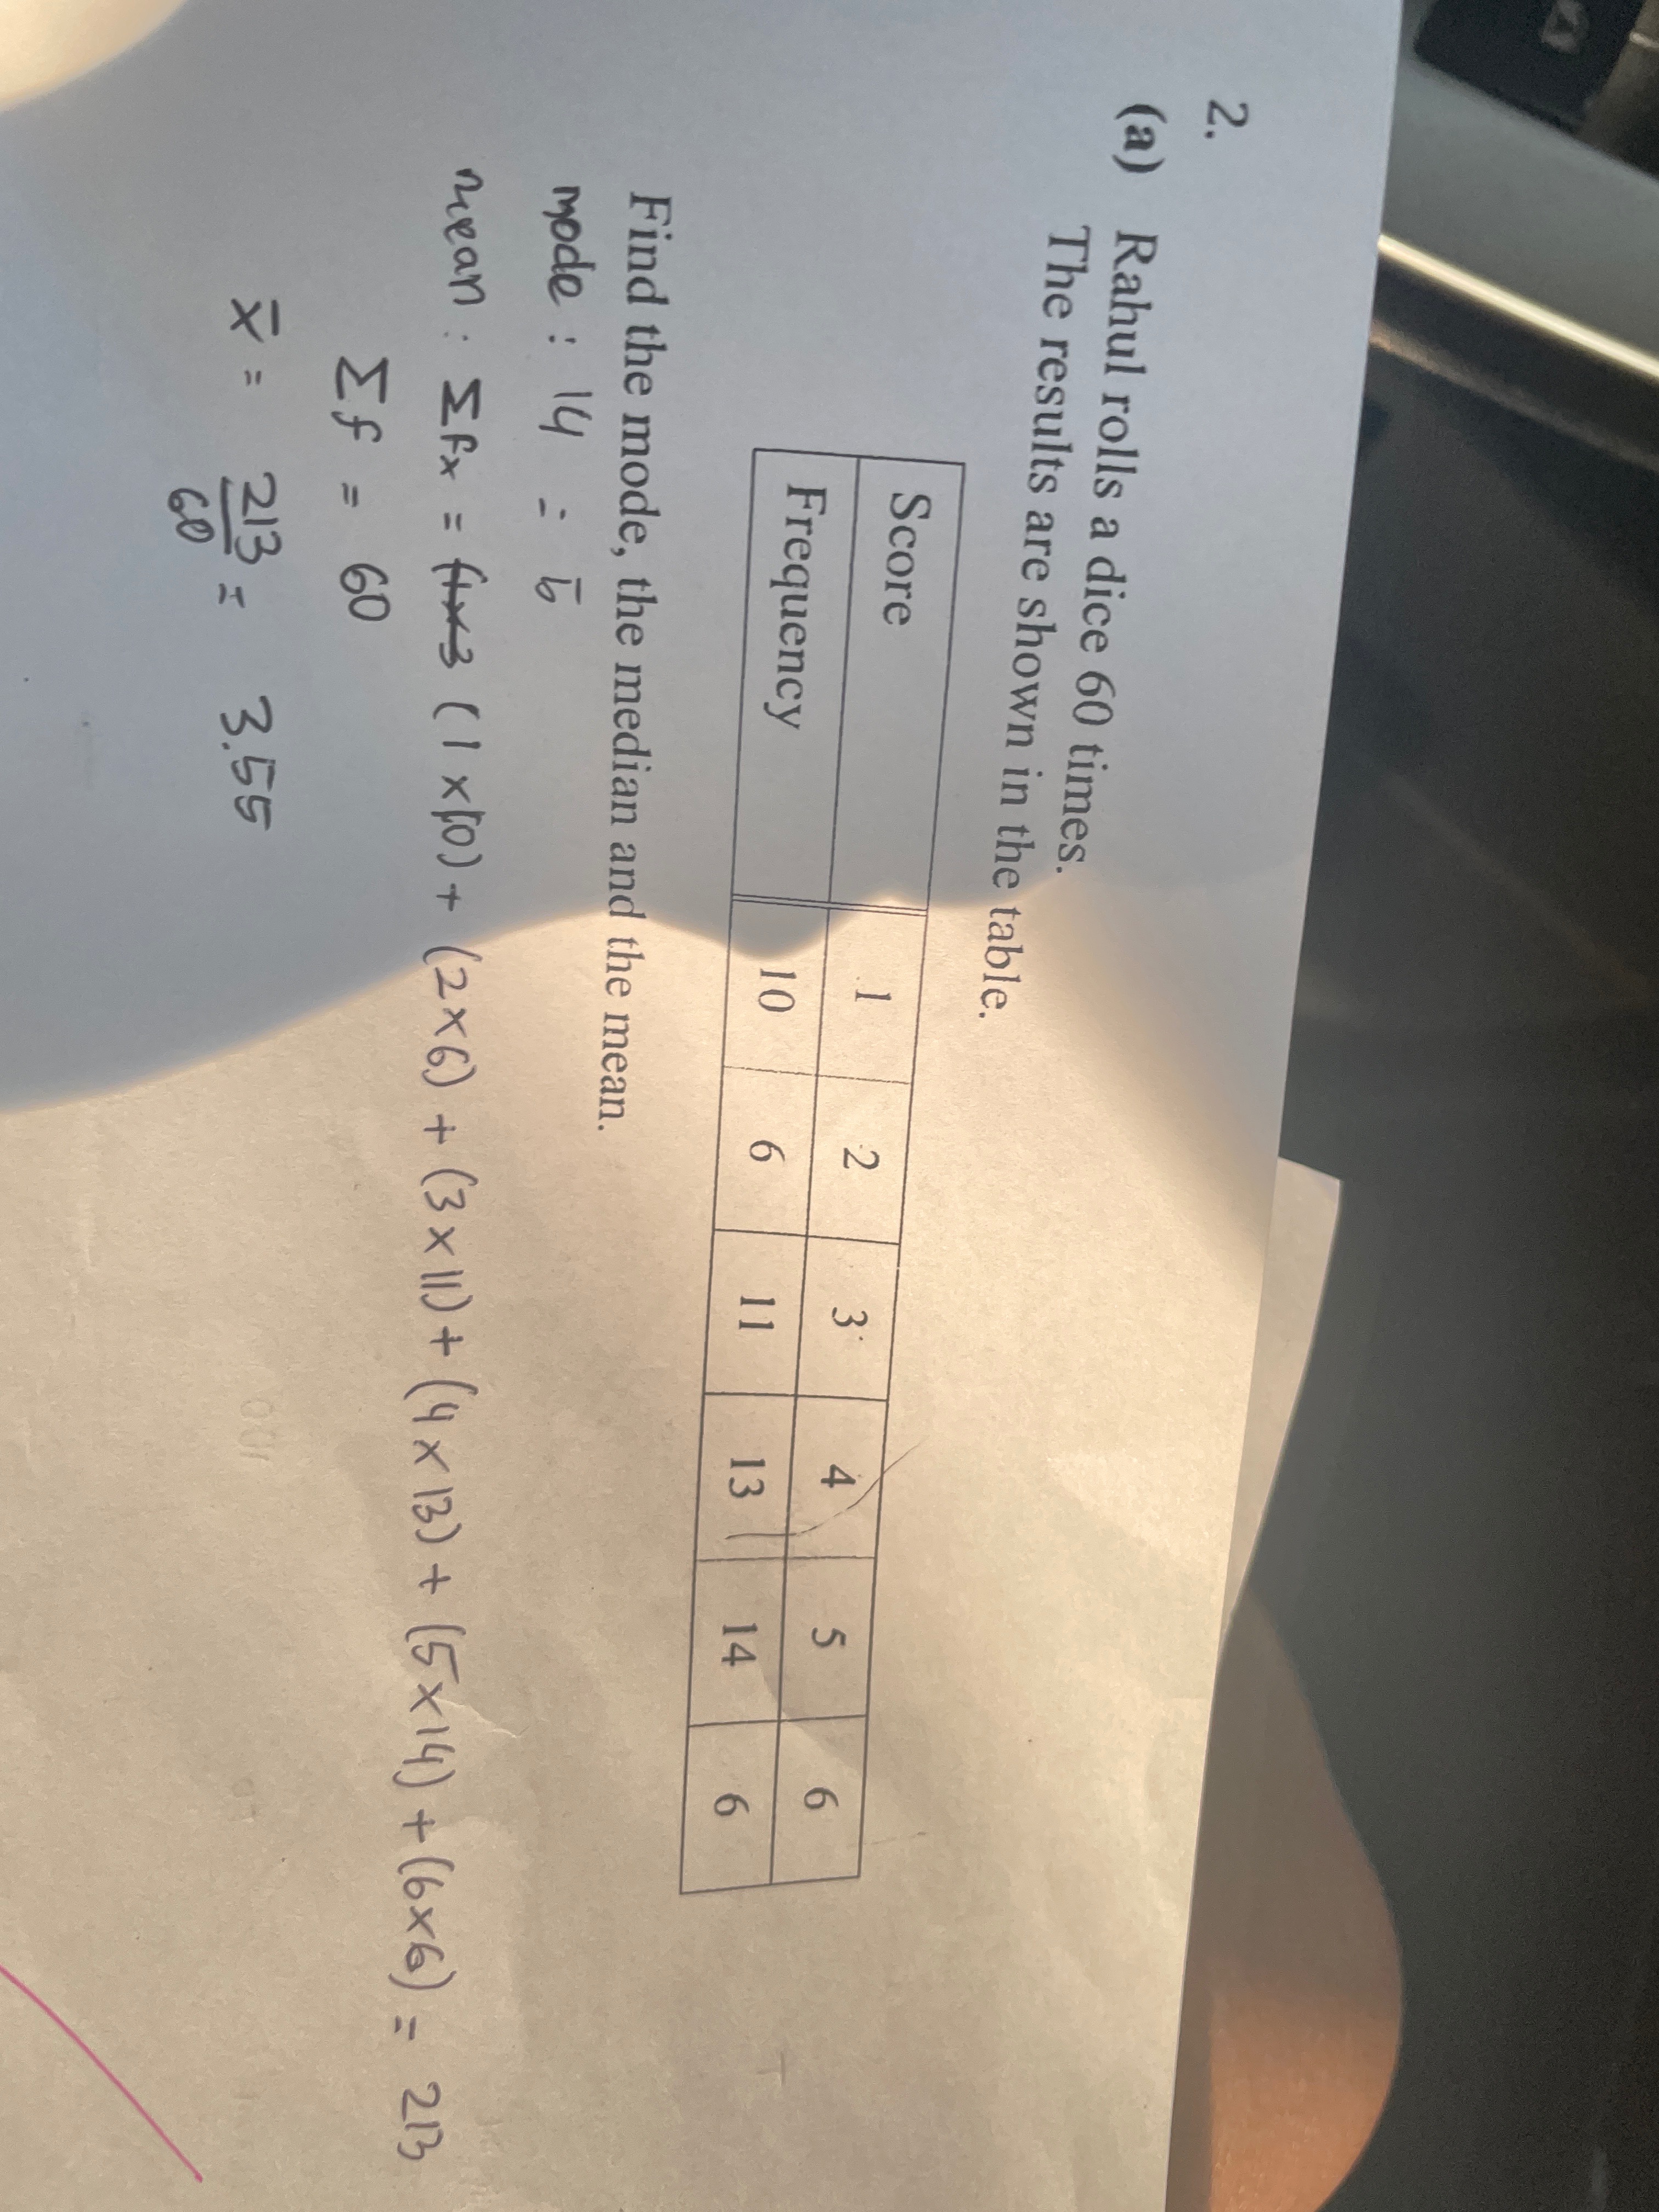 2.
(a) Rahul rolls a dice 60 times.
The results are shown in the table.
Score 1 2 3 4 5 6
Frequency 10 6 11 13 14 6
Find the mode, the median and the mean.
mode : 14 =
mean : Σfx = (1 x 10) + (2 x 6) + (3 x 11) + (4 x 13) + (5 x 14) + (6 x 6) = 213
Σf = 60
x̄ = 213/60 = 3.55